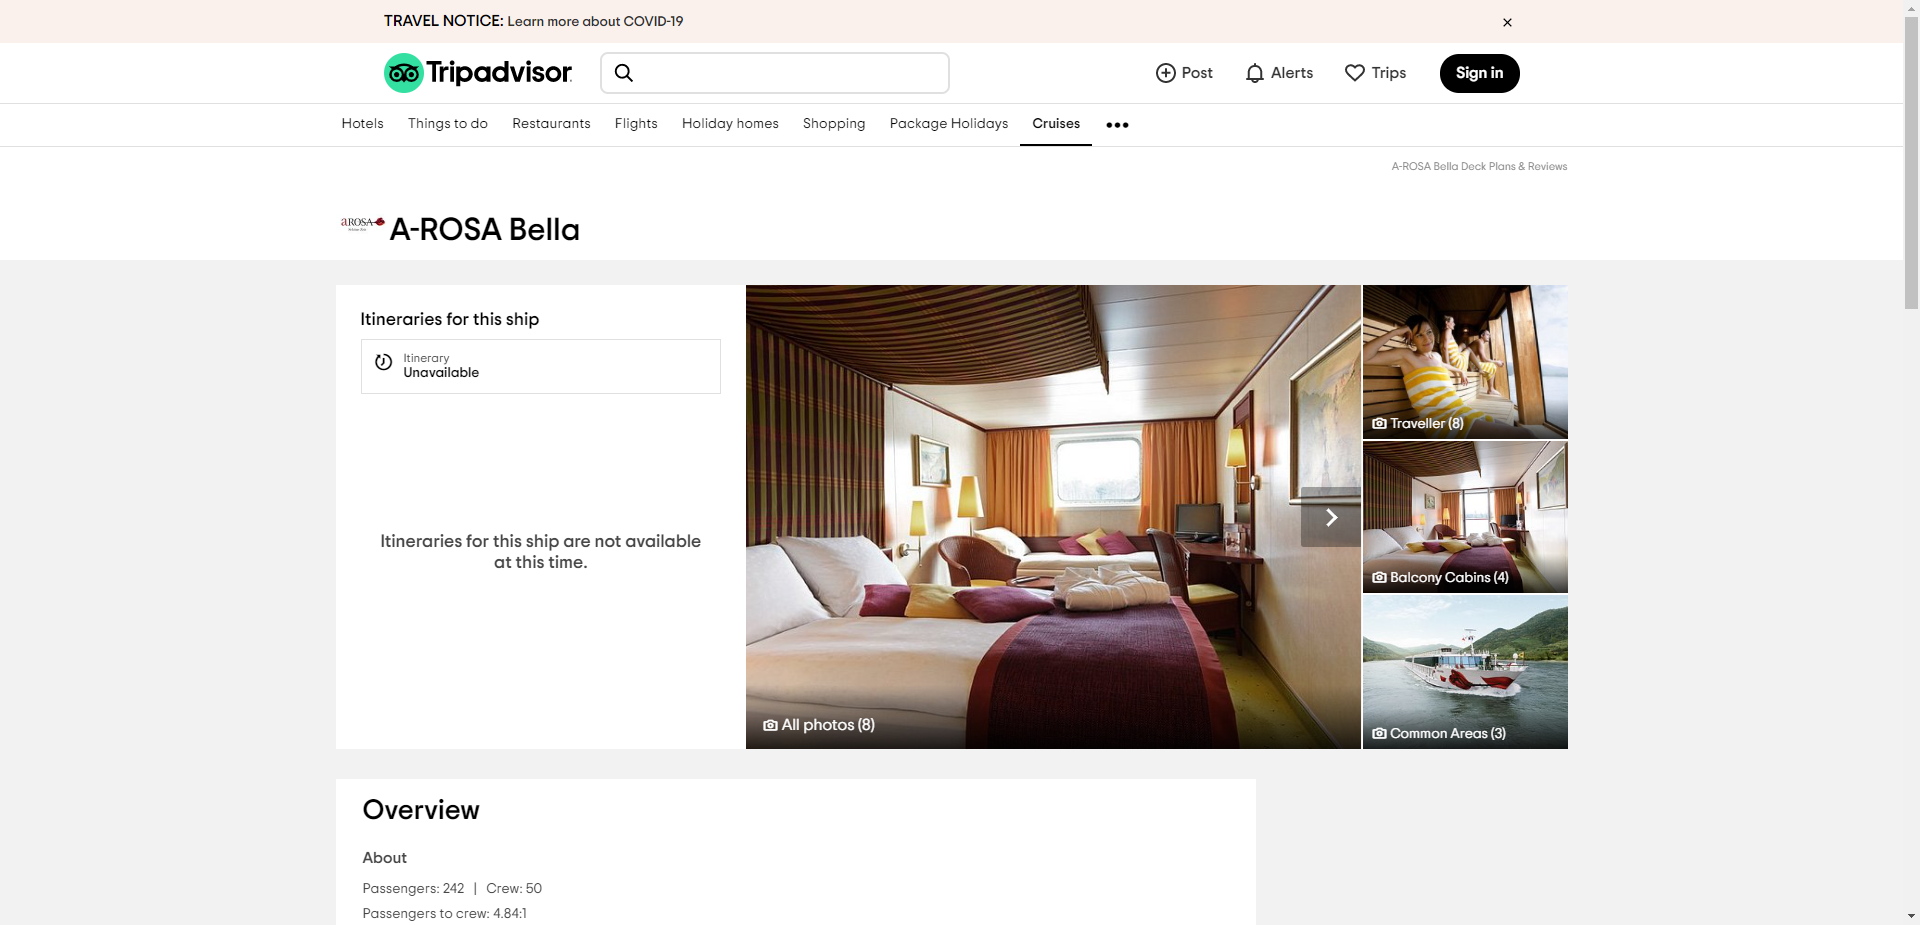 TRAVEL NOTICE: Learn more about COVID-19
Tripadvisor
Post
Alerts
Trips
Sign in
Hotels
Things to do
Restaurants
Flights
Holiday homes
Shopping
Package Holidays
Cruises
A-ROSA Bella Deck Plans & Reviews
aROSA
A-ROSA Bella
Itineraries for this ship
Itinerary
Unavailable
Itineraries for this ship are not available
at this time.
All photos (8)
Traveller (8)
Balcony Cabins (4)
Common Areas (3)
Overview
About
Passengers: 242 | Crew: 50
Passengers to crew: 4.84:1